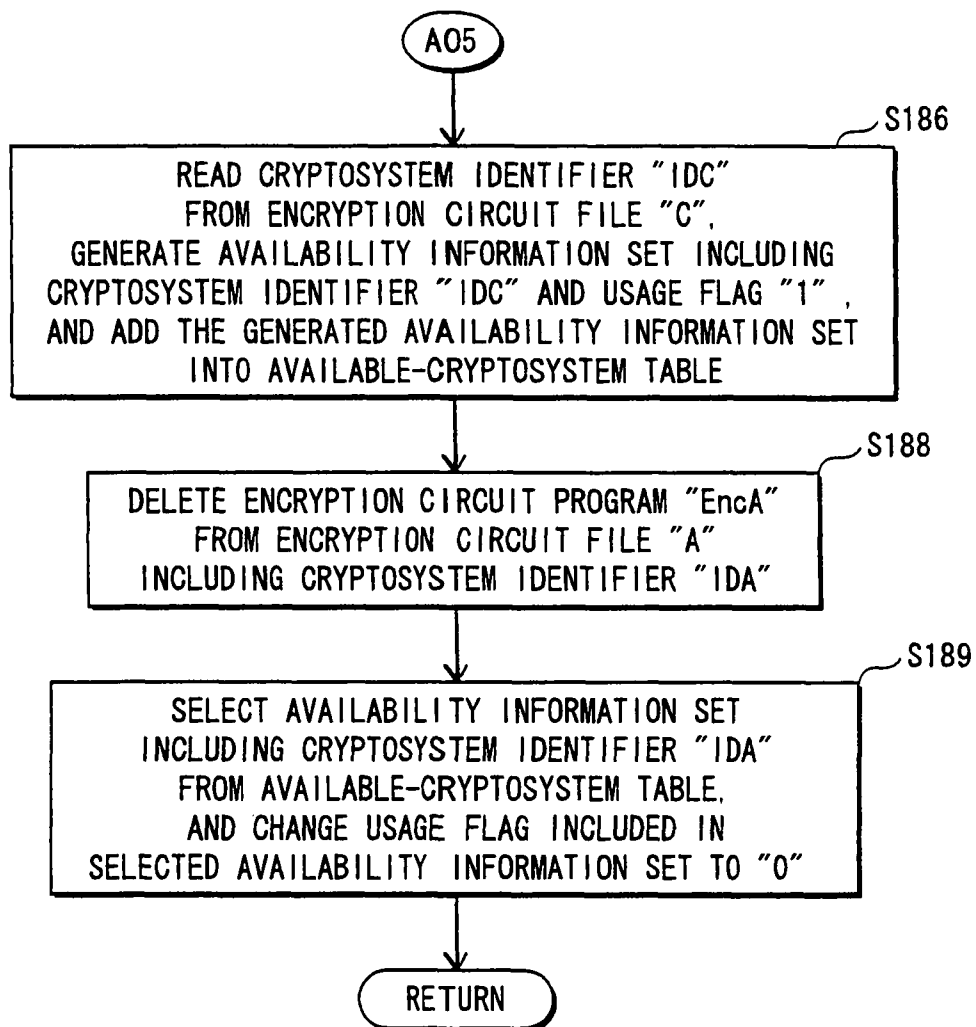 A05
S186
READ CRYPTOSYSTEM IDENTIFIER "IDC"
FROM ENCRYPTION CIRCUIT FILE "C",
GENERATE AVAILABILITY INFORMATION SET INCLUDING
CRYPTOSYSTEM IDENTIFIER "IDC" AND USAGE FLAG "1" ,
AND ADD THE GENERATED AVAILABILITY INFORMATION SET
INTO AVAILABLE-CRYPTOSYSTEM TABLE
S188
DELETE ENCRYPTION CIRCUIT PROGRAM "EncA"
FROM ENCRYPTION CIRCUIT FILE "A"
INCLUDING CRYPTOSYSTEM IDENTIFIER "IDA"
S189
SELECT AVAILABILITY INFORMATION SET
INCLUDING CRYPTOSYSTEM IDENTIFIER "IDA"
FROM AVAILABLE-CRYPTOSYSTEM TABLE,
AND CHANGE USAGE FLAG INCLUDED IN
SELECTED AVAILABILITY INFORMATION SET TO "0"
RETURN